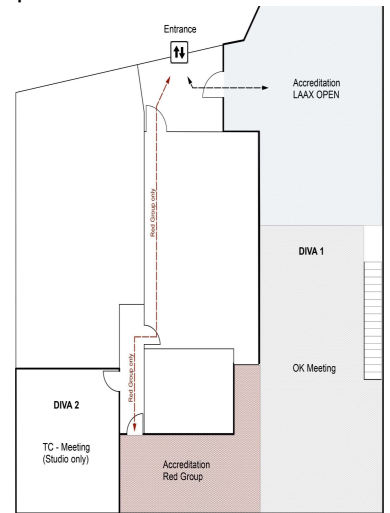 Entrance
Accreditation
LAAX OPEN
Red Group only
DIVA 1
OK Meeting
Red Group only
DIVA 2
TC - Meeting
(Studio only)
Accreditation
Red Group